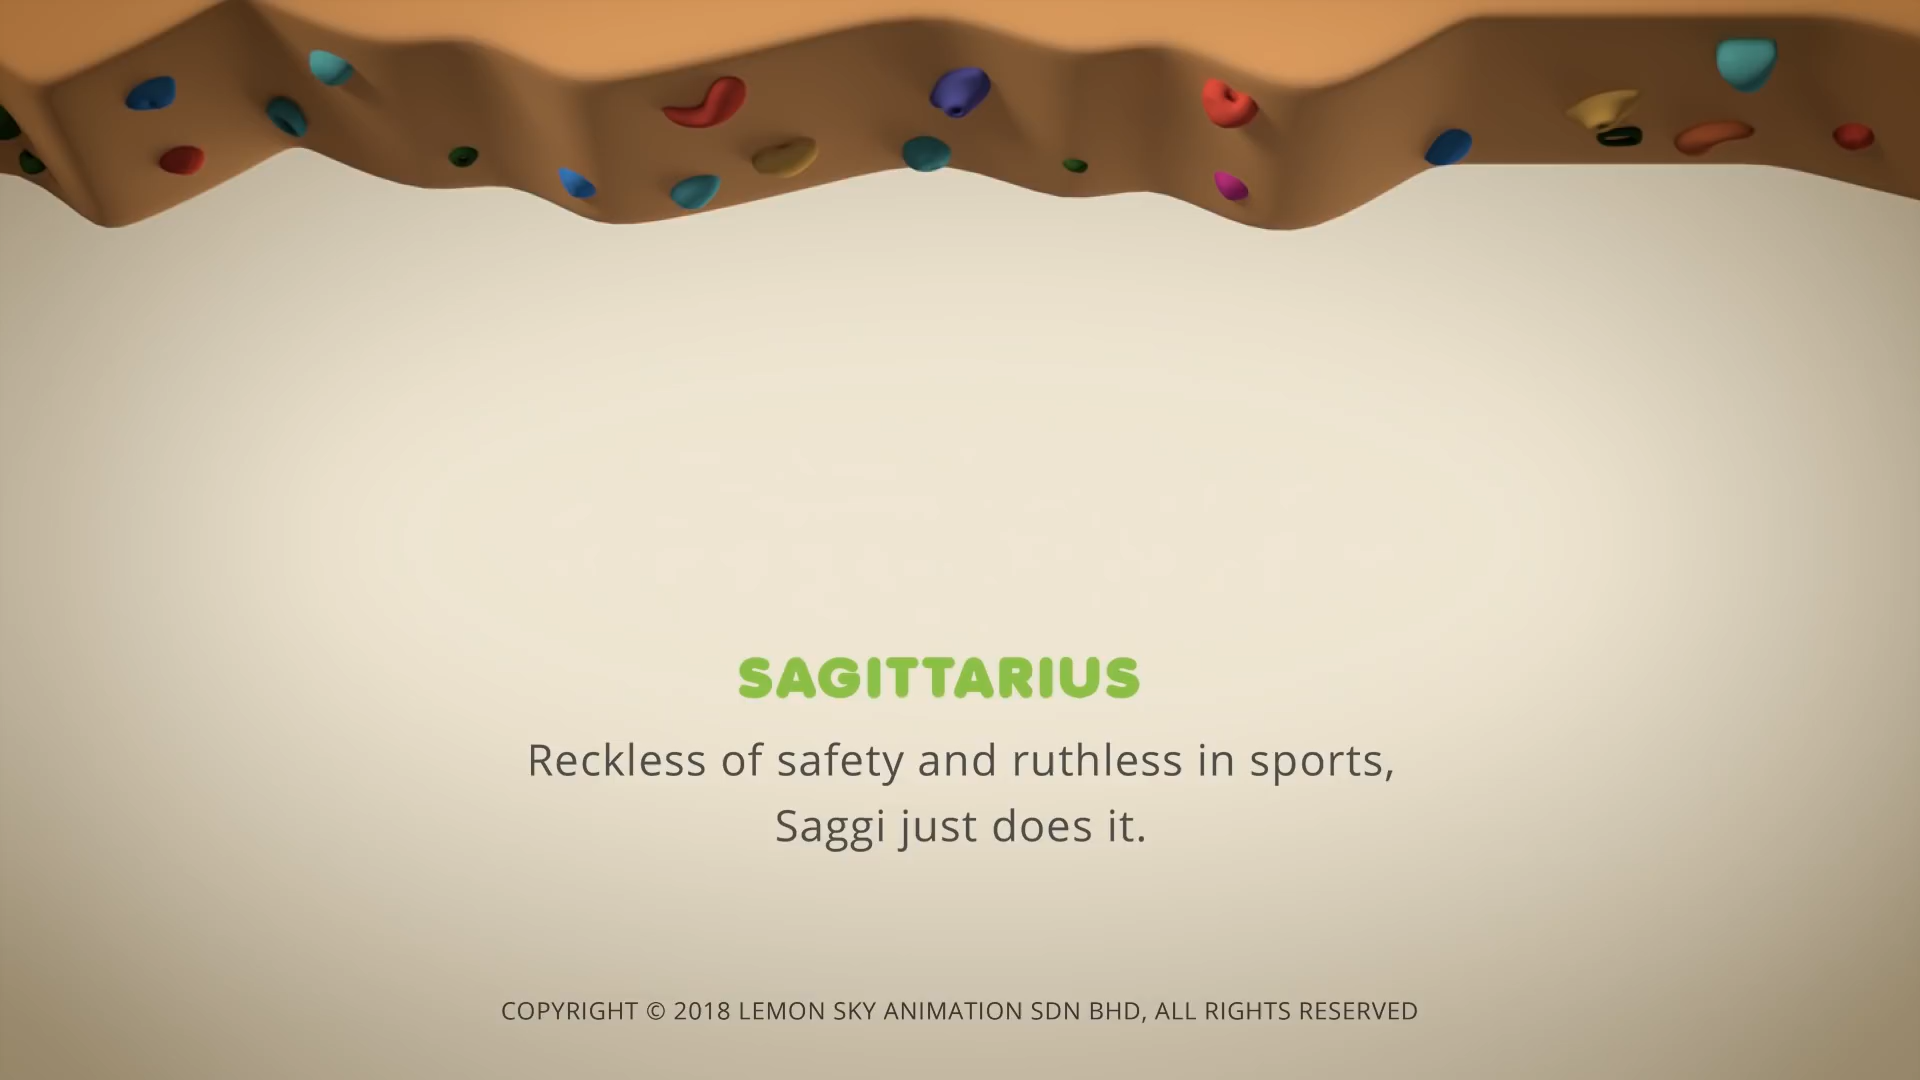 SAGITTARIUS
Reckless of safety and ruthless in sports,
Saggi just does it.
COPYRIGHT © 2018 LEMON SKY ANIMATION SDN BHD, ALL RIGHTS RESERVED